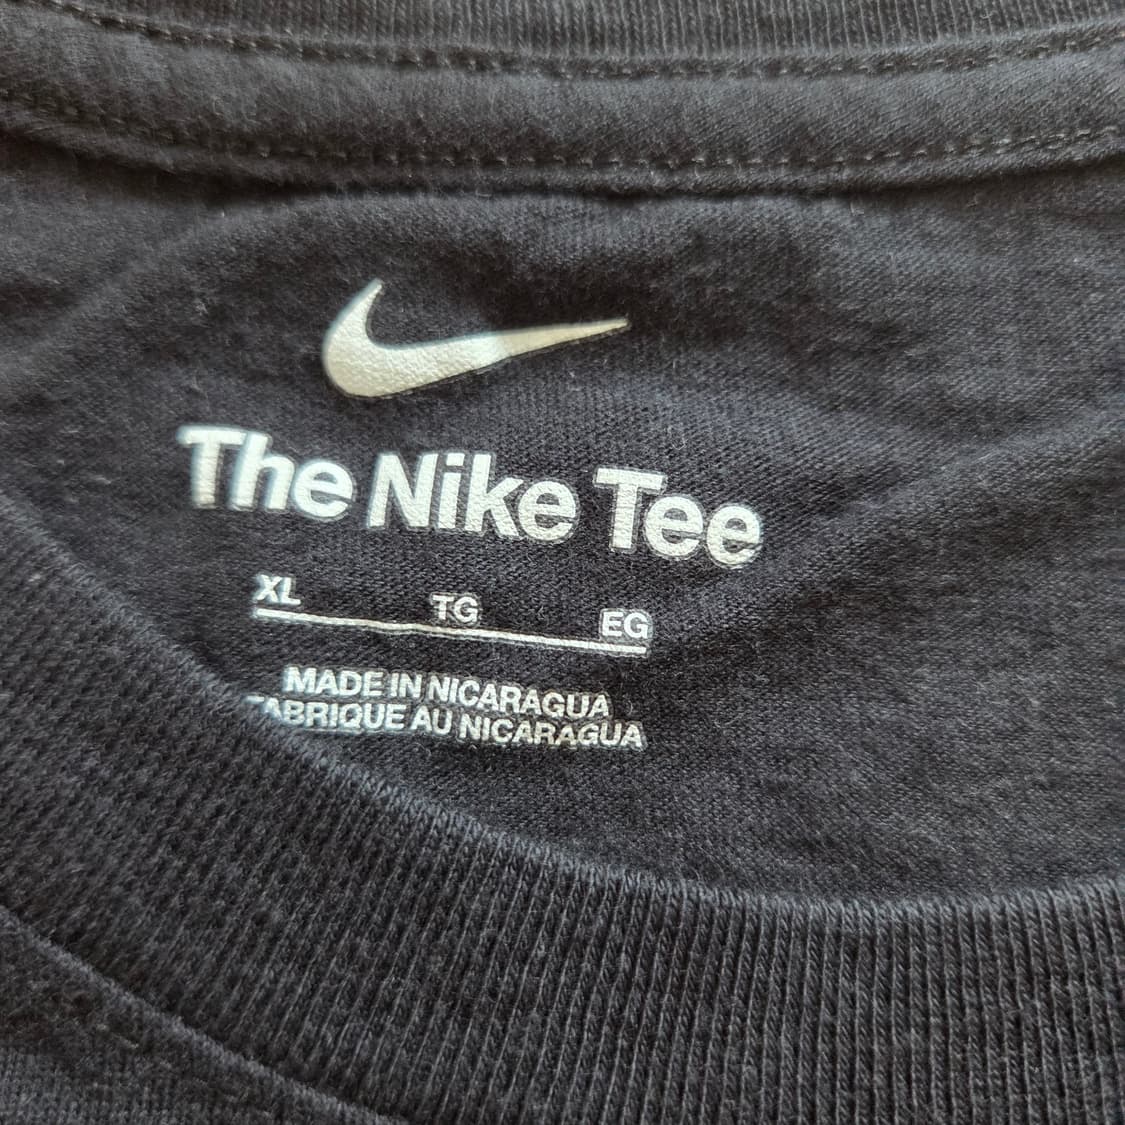 The Nike Tee
XL TG EG
MADE IN NICARAGUA
FABRIQUE AU NICARAGUA